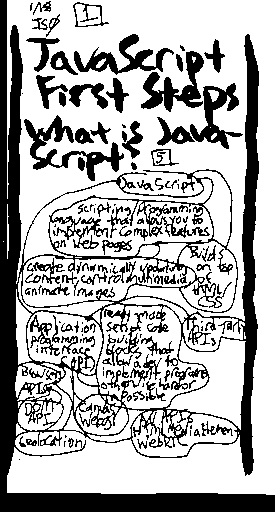 1/18
1
JavaScript
First Steps
What is Java-
Script?
5
JavaScript
scripting/programming
language that allows you to
implement complex features
on web pages
create dynamically updating
content, control multimedia,
animate images
Builds
on top
of
HTML/
CSS
Application
programming
interface
API
ready made
set of code
building
blocks that
allow a dev to
implement programs
otherwise hard or
impossible
Third party
APIs
Browser
APIs
DOM
API
Geolocation
Canvas
WebGL
AV APIs
HTMLMediaElement
WebRTC